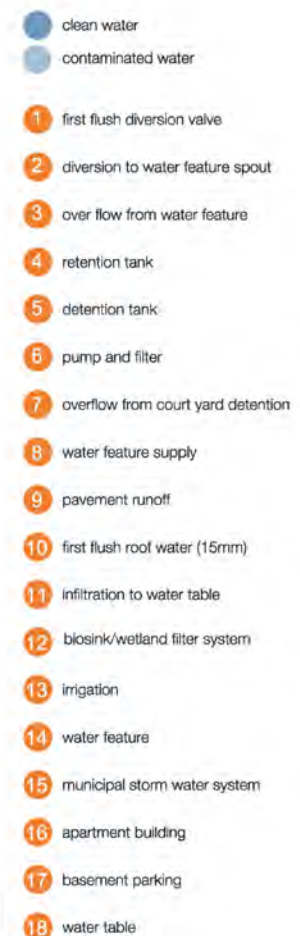 clean water
contaminated water
1 first flush diversion valve
2 diversion to water feature spout
3 over flow from water feature
4 retention tank
5 detention tank
6 pump and filter
7 overflow from court yard detention
8 water feature supply
9 pavement runoff
10 first flush roof water (15mm)
11 infiltration to water table
12 biosink/wetland filter system
13 irrigation
14 water feature
15 municipal storm water system
16 apartment building
17 basement parking
18 water table